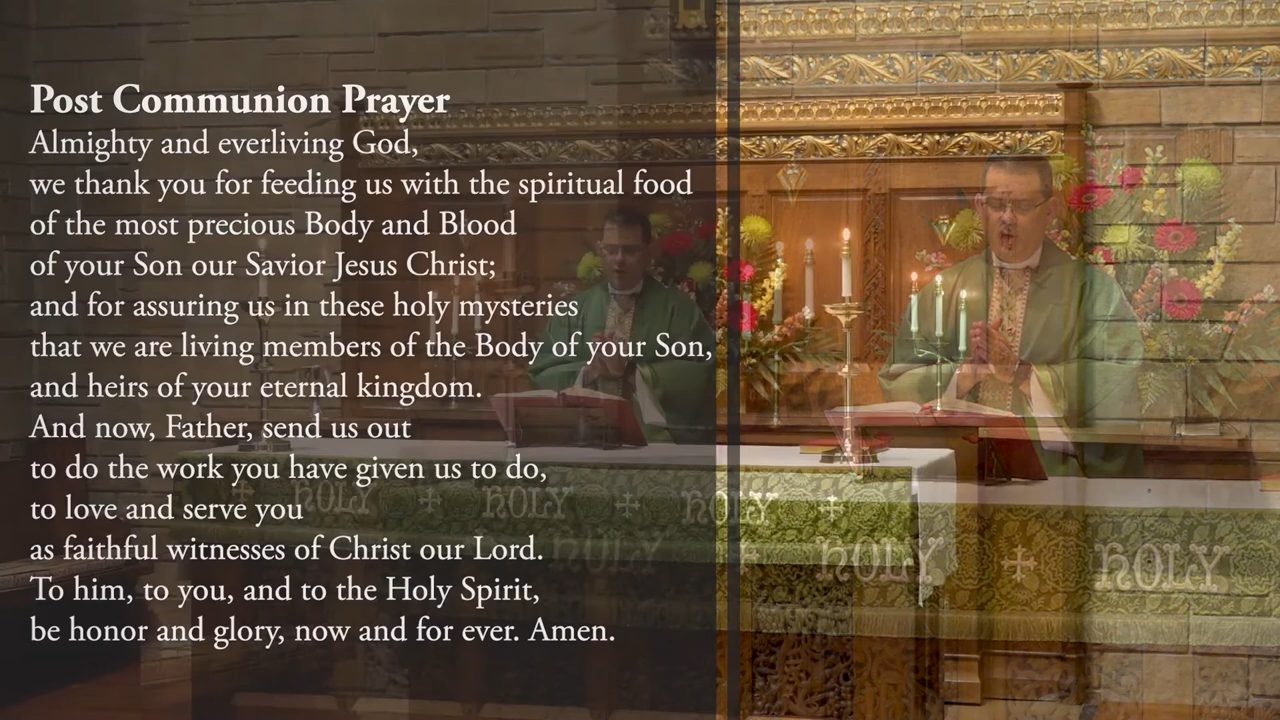 Post Communion Prayer
Almighty and everliving God,
we thank you for feeding us with the spiritual food
of the most precious Body and Blood
of your Son our Savior Jesus Christ;
and for assuring us in these holy mysteries
that we are living members of the Body of your Son,
and heirs of your eternal kingdom.
And now, Father, send us out
to do the work you have given us to do,
to love and serve you
as faithful witnesses of Christ our Lord.
To him, to you, and to the Holy Spirit,
be honor and glory, now and for ever. Amen.
HOLY HOLY HOLY
HOLY HOLY HOLY